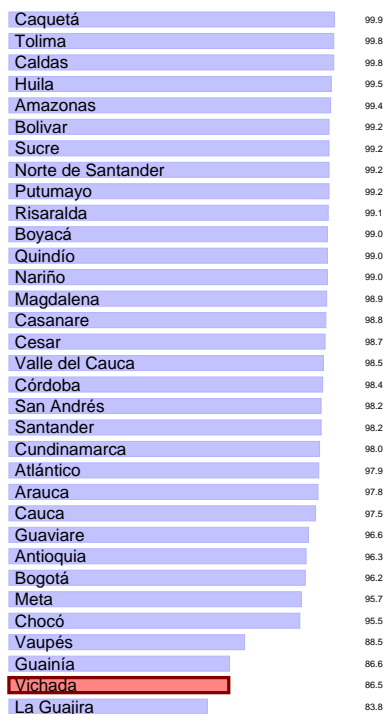 Caquetá 99.9
Tolima 99.8
Caldas 99.8
Huila 99.5
Amazonas 99.4
Bolivar 99.2
Sucre 99.2
Norte de Santander 99.2
Putumayo 99.2
Risaralda 99.1
Boyacá 99.0
Quindío 99.0
Nariño 99.0
Magdalena 98.9
Casanare 98.8
Cesar 98.7
Valle del Cauca 98.5
Córdoba 98.4
San Andrés 98.2
Santander 98.2
Cundinamarca 98.0
Atlántico 97.9
Arauca 97.8
Cauca 97.5
Guaviare 96.6
Antioquia 96.3
Bogotá 96.2
Meta 95.7
Chocó 95.5
Vaupés 88.5
Guainía 86.6
Vichada 86.5
La Guajira 83.8